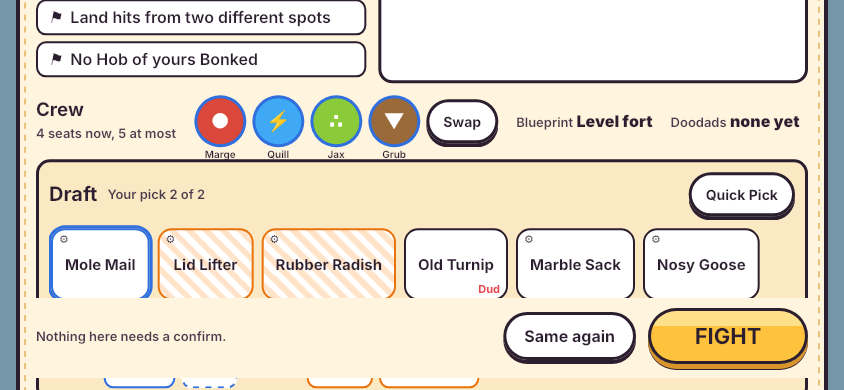 Land hits from two different spots
No Hob of yours Bonked
Crew
4 seats now, 5 at most
Marge
Quill
Jax
Grub
Swap
Blueprint Level fort
Doodads none yet
Draft
Your pick 2 of 2
Quick Pick
Mole Mail
Lid Lifter
Rubber Radish
Old Turnip
Dud
Marble Sack
Nosy Goose
Nothing here needs a confirm.
Same again
FIGHT